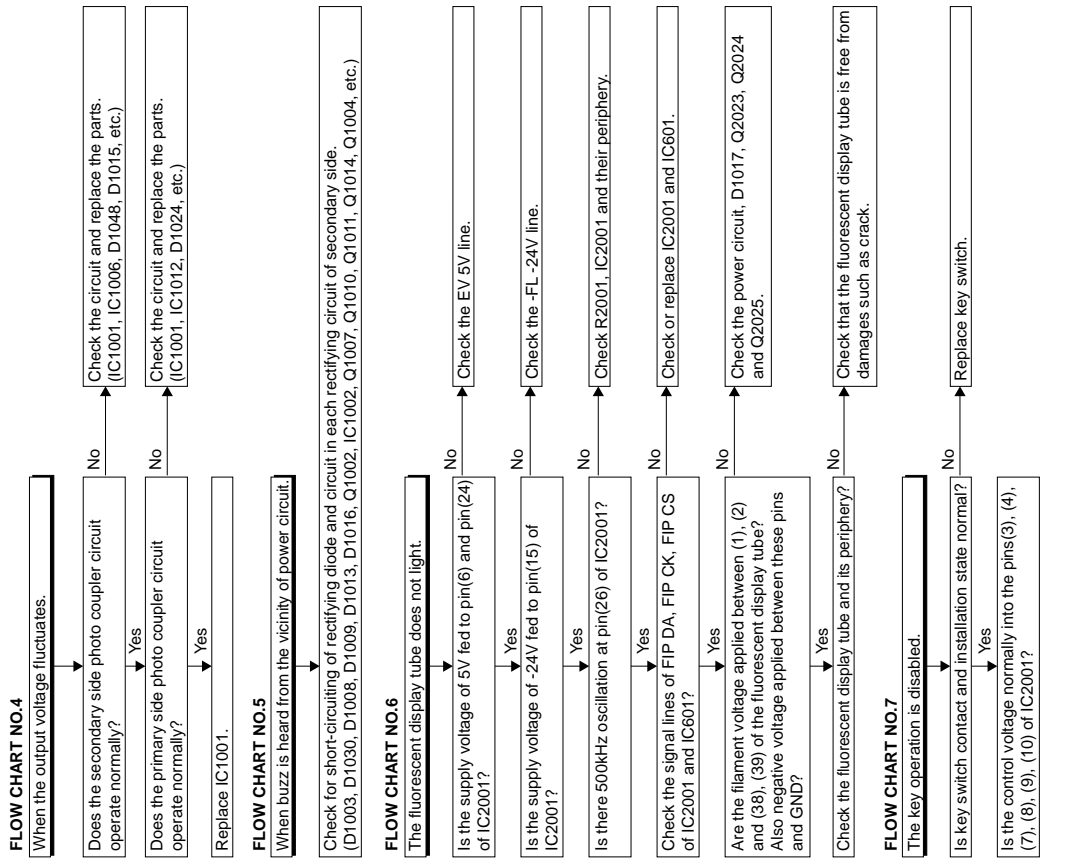 FLOW CHART NO.4
When the output voltage fluctuates.
Does the secondary side photo coupler circuit
operate normally?
No
Check the circuit and replace the parts.
(IC1001, IC1006, D1048, D1015, etc.)
Yes
Does the primary side photo coupler circuit
operate normally?
No
Check the circuit and replace the parts.
(IC1001, IC1012, D1024, etc.)
Yes
Replace IC1001.
FLOW CHART NO.5
When buzz is heard from the vicinity of power circuit.
Check for short-circuiting of rectifying diode and circuit in each rectifying circuit of secondary side.
(D1003, D1030, D1008, D1009, D1013, D1016, Q1002, IC1002, Q1007, Q1010, Q1011, Q1014, Q1004, etc.)
FLOW CHART NO.6
The fluorescent display tube does not light.
Is the supply voltage of 5V fed to pin(6) and pin(24)
of IC2001?
No
Check the EV 5V line.
Yes
Is the supply voltage of -24V fed to pin(15) of
IC2001?
No
Check the -FL -24V line.
Yes
Is there 500kHz oscillation at pin(26) of IC2001?
No
Check R2001, IC2001 and their periphery.
Yes
Check the signal lines of FIP DA, FIP CK, FIP CS
of IC2001 and IC601?
No
Check or replace IC2001 and IC601.
Yes
Are the filament voltage applied between (1), (2)
and (38), (39) of the fluorescent display tube?
Also negative voltage applied between these pins
and GND?
No
Check the power circuit, D1017, Q2023, Q2024
and Q2025.
Yes
Check the fluorescent display tube and its periphery?
No
Check that the fluorescent display tube is free from
damages such as crack.
FLOW CHART NO.7
The key operation is disabled.
Is key switch contact and installation state normal?
No
Replace key switch.
Yes
Is the control voltage normally into the pins(3), (4),
(7), (8), (9), (10) of IC2001?